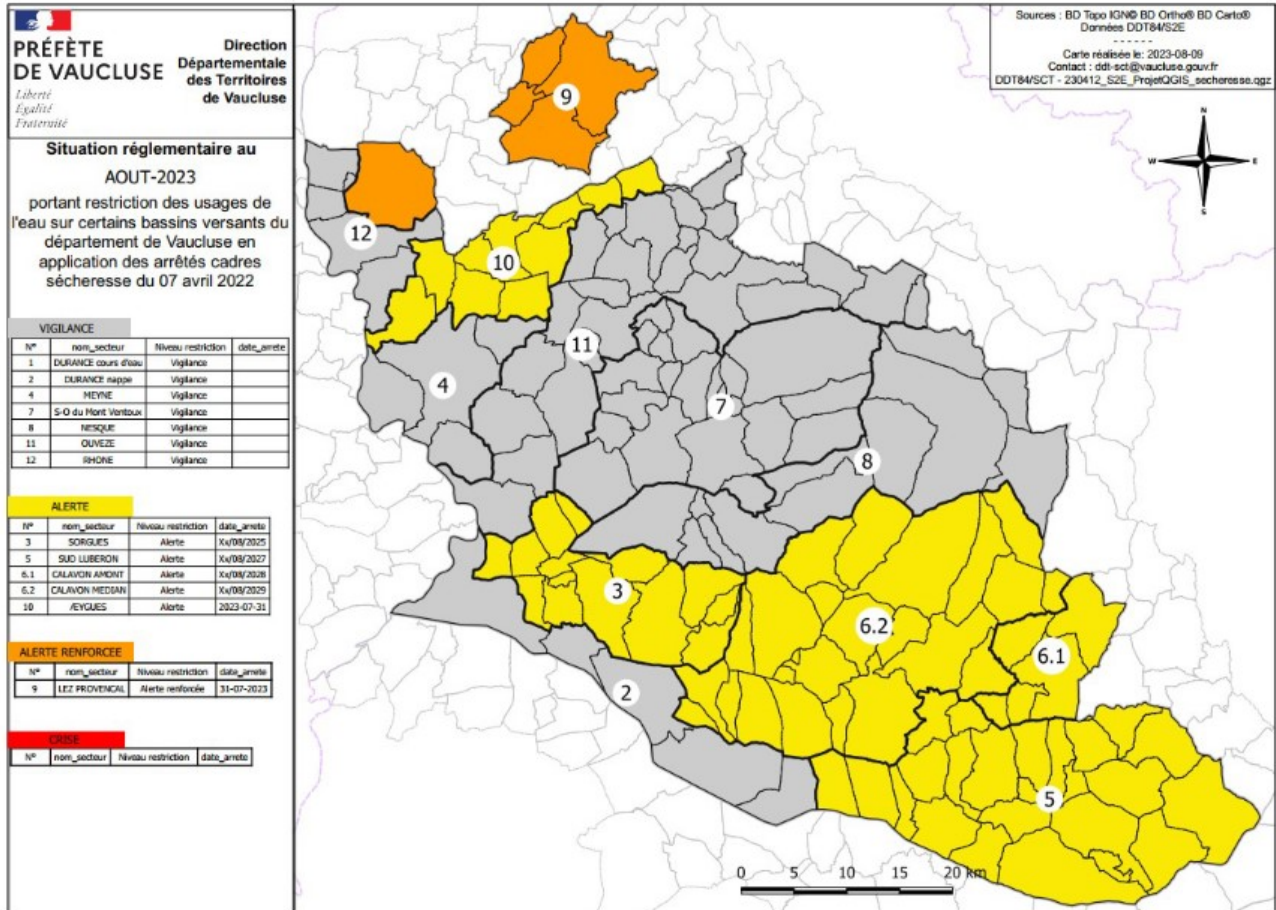 PRÉFÈTE
DE VAUCLUSE
Liberté
Égalité
Fraternité
Direction
Départementale
des Territoires
de Vaucluse
Situation réglementaire au
AOUT-2023
portant restriction des usages de
l'eau sur certains bassins versants du
département de Vaucluse en
application des arrêtés cadres
sécheresse du 07 avril 2022
VIGILANCE
N° nom_secteur Niveau restriction date_arrete
1 DURANCE cours d'eau Vigilance
2 DURANCE nappe Vigilance
4 MEYNE Vigilance
7 S-O du Mont Ventoux Vigilance
8 NESQUE Vigilance
11 OUVEZE Vigilance
12 RHONE Vigilance
ALERTE
N° nom_secteur Niveau restriction date_arrete
3 SORGUES Alerte Xx/08/2025
5 SUD LUBERON Alerte Xx/08/2027
6.1 CALAVON AMONT Alerte Xx/08/2028
6.2 CALAVON MEDIAN Alerte Xx/08/2029
10 ÆYGUES Alerte 2023-07-31
ALERTE RENFORCEE
N° nom_secteur Niveau restriction date_arrete
9 LEZ PROVENCAL Alerte renforcée 31-07-2023
CRISE
N° nom_secteur Niveau restriction date_arrete
Sources : BD Topo IGN© BD Ortho® BD Carto®
Données DDT84/S2E
------
Carte réalisée le: 2023-08-09
Contact : ddt-sct@vaucluse.gouv.fr
DDT84/SCT - 230412_S2E_ProjetQGIS_secheresse.qgz
N
W E
S
9
12
10
11
4
7
8
3
6.2
6.1
2
5
0 5 10 15 20 km